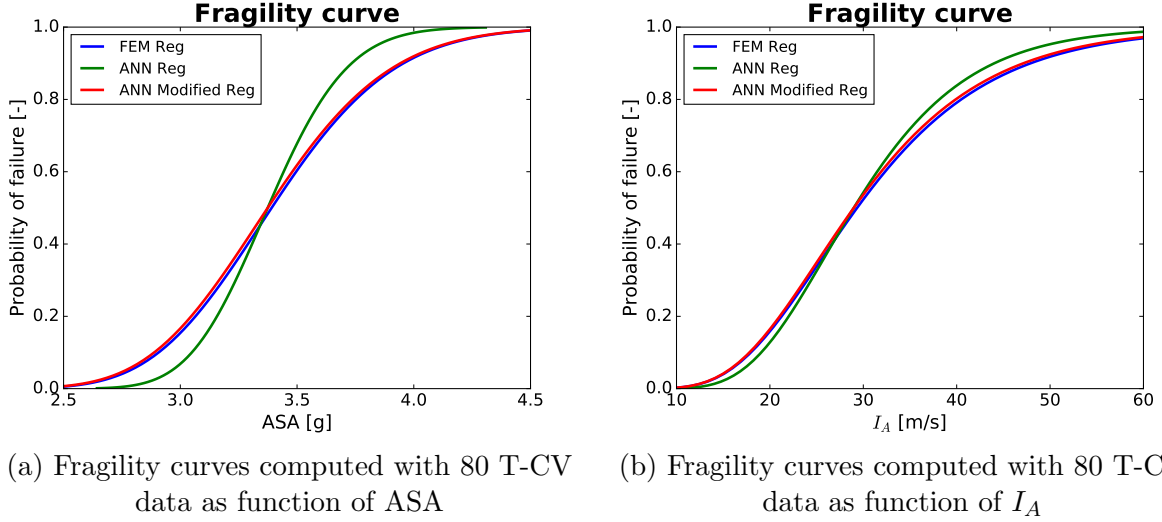 Fragility curve
FEM Reg
ANN Reg
ANN Modified Reg
Probability of failure [-]
1.0
0.8
0.6
0.4
0.2
0.0
2.5 3.0 3.5 4.0 4.5
ASA [g]
(a) Fragility curves computed with 80 T-CV
data as function of ASA
Fragility curve
FEM Reg
ANN Reg
ANN Modified Reg
Probability of failure [-]
1.0
0.8
0.6
0.4
0.2
0.0
10 20 30 40 50 60
I_A [m/s]
(b) Fragility curves computed with 80 T-C
data as function of I_A